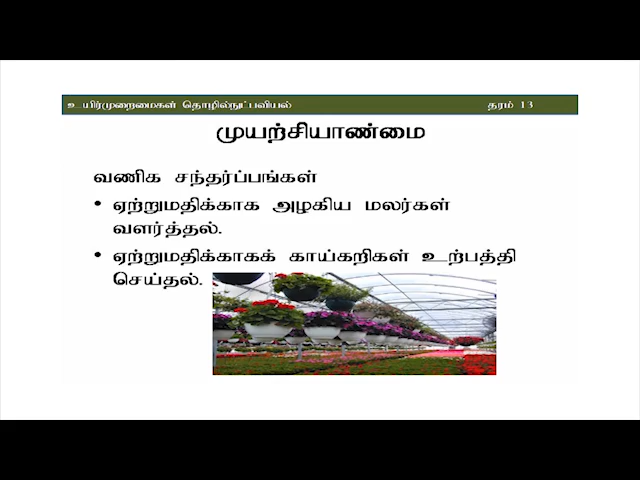 உயிர்முறைமைகள் தொழில்நுட்பவியல் தரம் 13
முயற்சியாண்மை
வணிக சந்தர்ப்பங்கள்
• ஏற்றுமதிக்காக அழகிய மலர்கள்
வளர்த்தல்.
• ஏற்றுமதிக்காகக் காய்கறிகள் உற்பத்தி
செய்தல்.